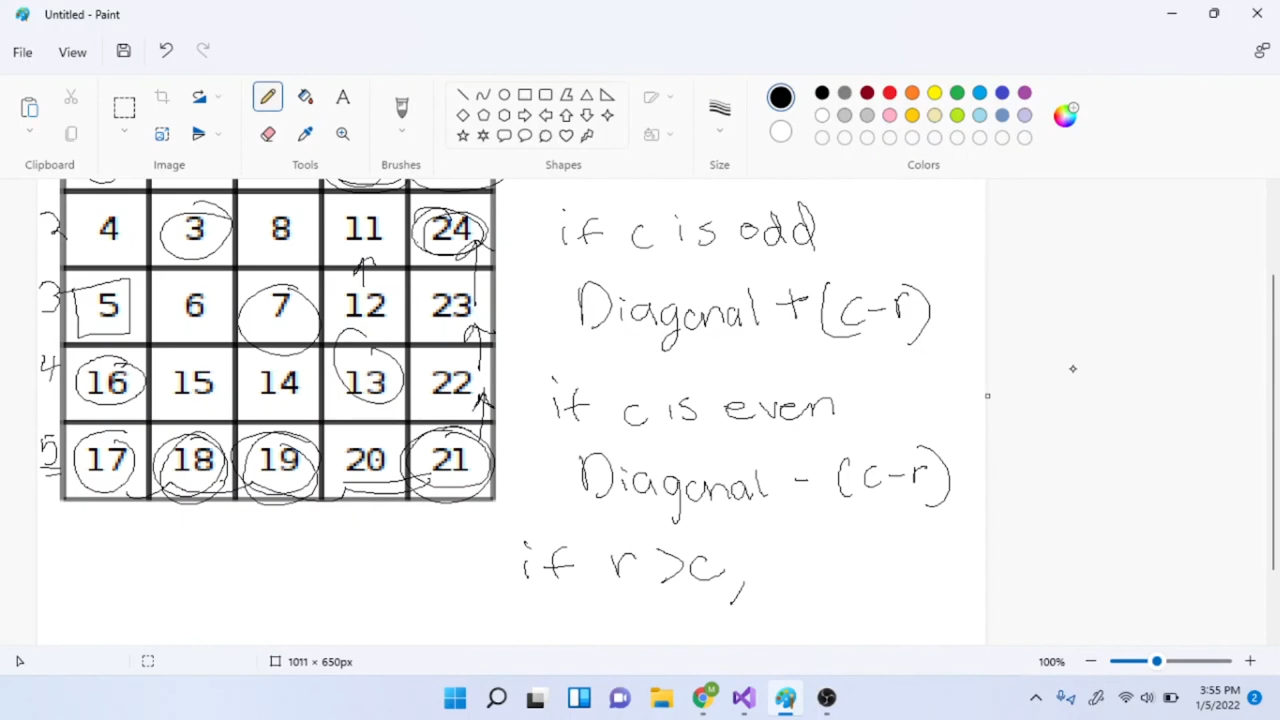 Untitled - Paint
File View
Clipboard Image Tools Brushes Shapes Size Colors
2 4 3 8 11 24
3 5 6 7 12 23
4 16 15 14 13 22
5 17 18 19 20 21
if c is odd
Diagonal + (c-r)
if c is even
Diagonal - (c-r)
if r > c,
1011 × 650px
100%
3:55 PM
1/5/2022
2